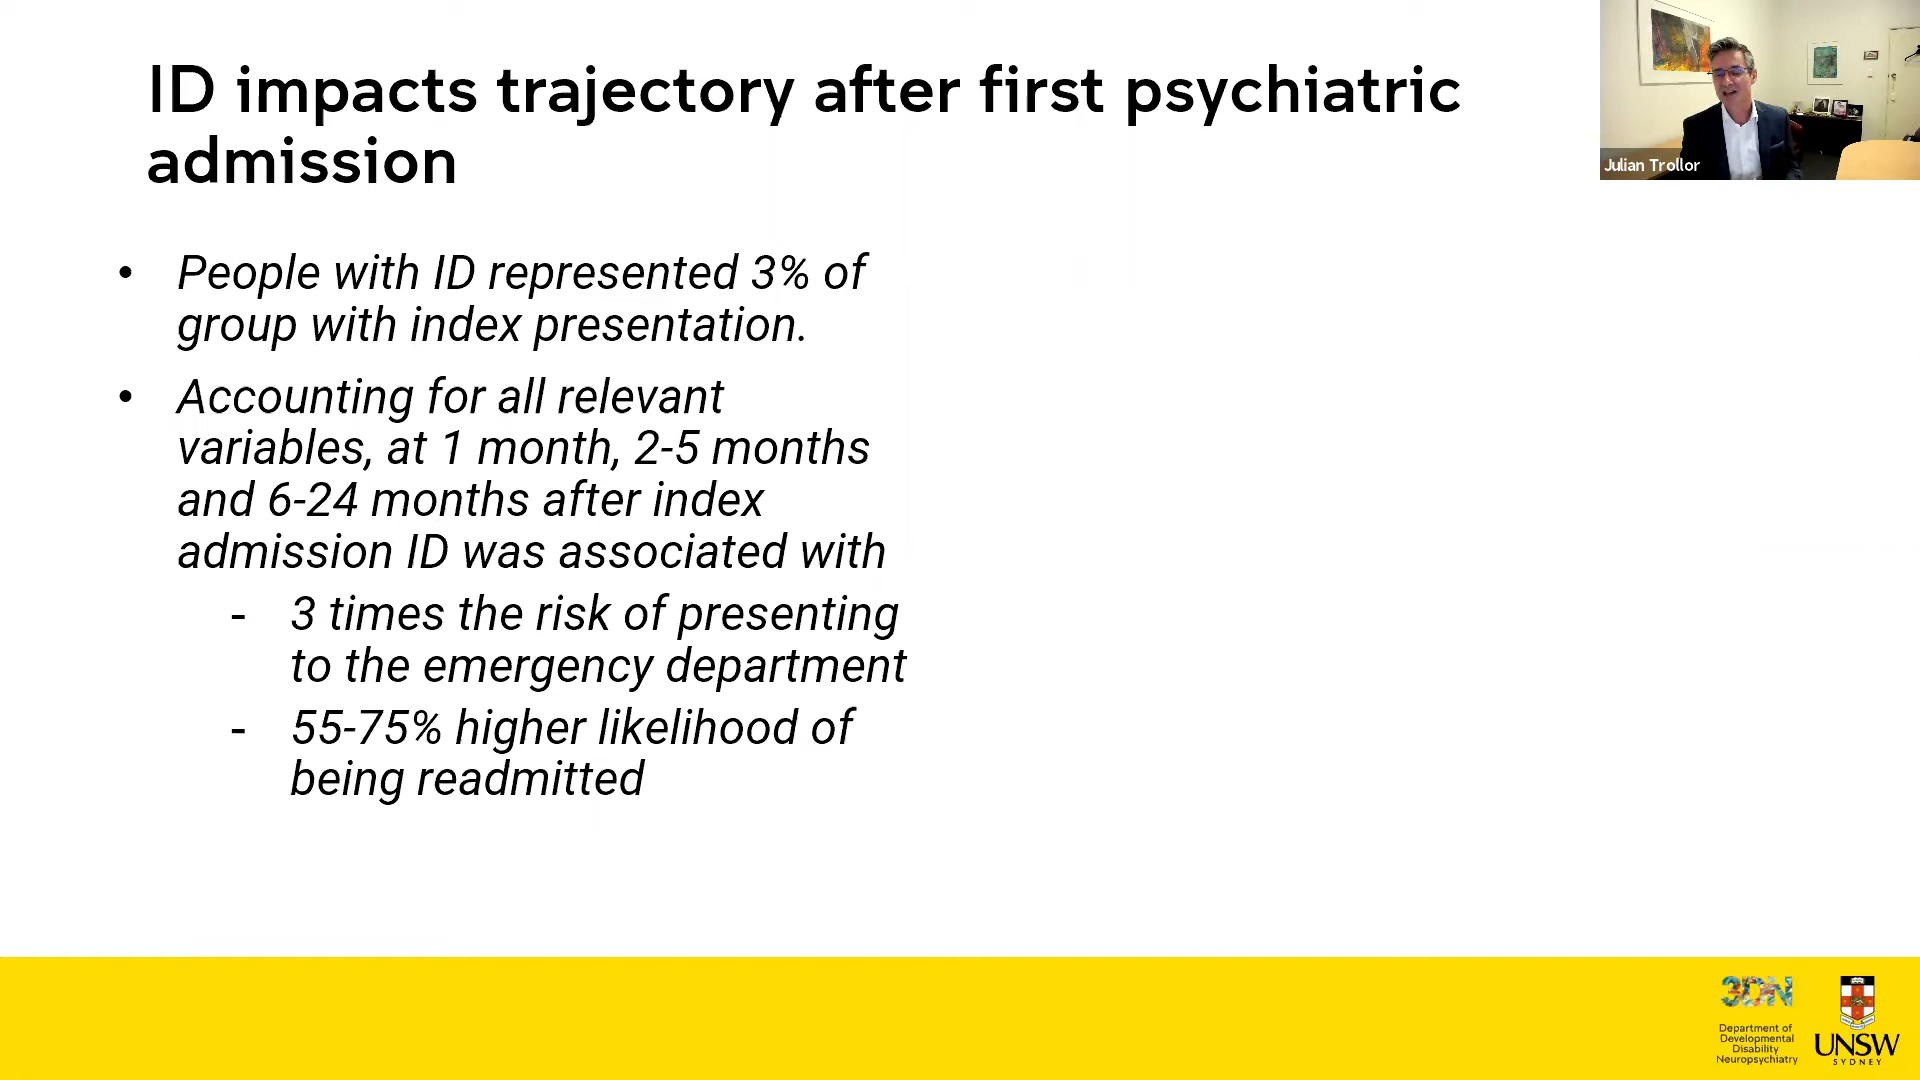 ID impacts trajectory after first psychiatric
admission
Julian Trollor
• People with ID represented 3% of
group with index presentation.
• Accounting for all relevant
variables, at 1 month, 2-5 months
and 6-24 months after index
admission ID was associated with
- 3 times the risk of presenting
to the emergency department
- 55-75% higher likelihood of
being readmitted
3DN
Department of
Developmental
Disability
Neuropsychiatry
UNSW
SYDNEY